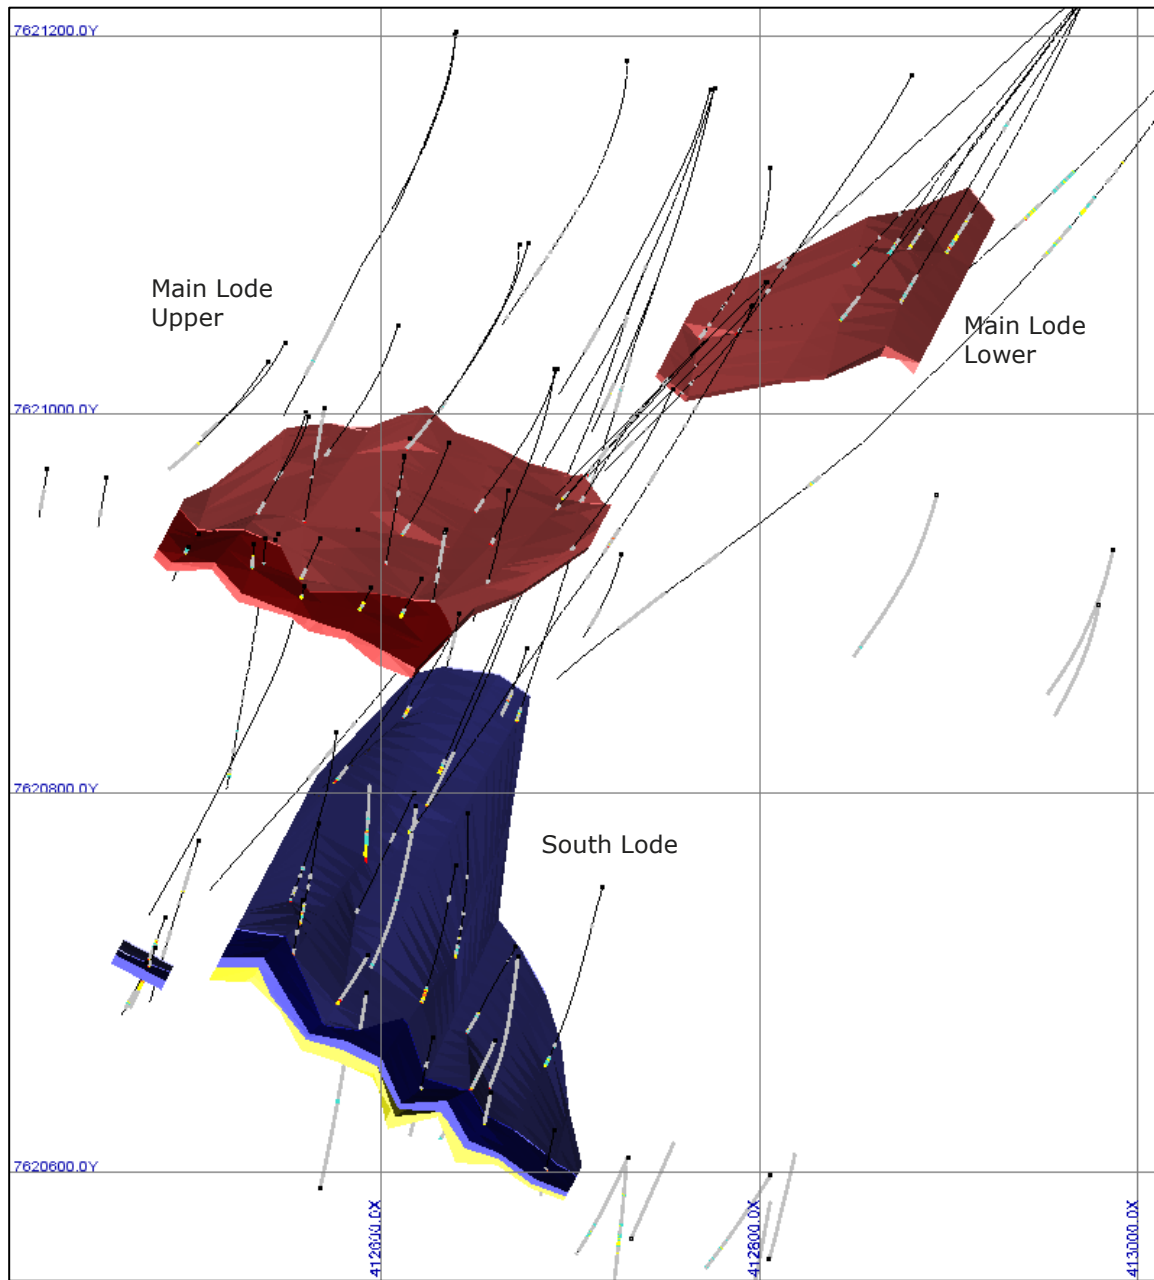 7621200.0Y
Main Lode
Upper
Main Lode
Lower
7621000.0Y
7620800.0Y
South Lode
7620600.0Y
412600.0X
412800.0X
413000.0X